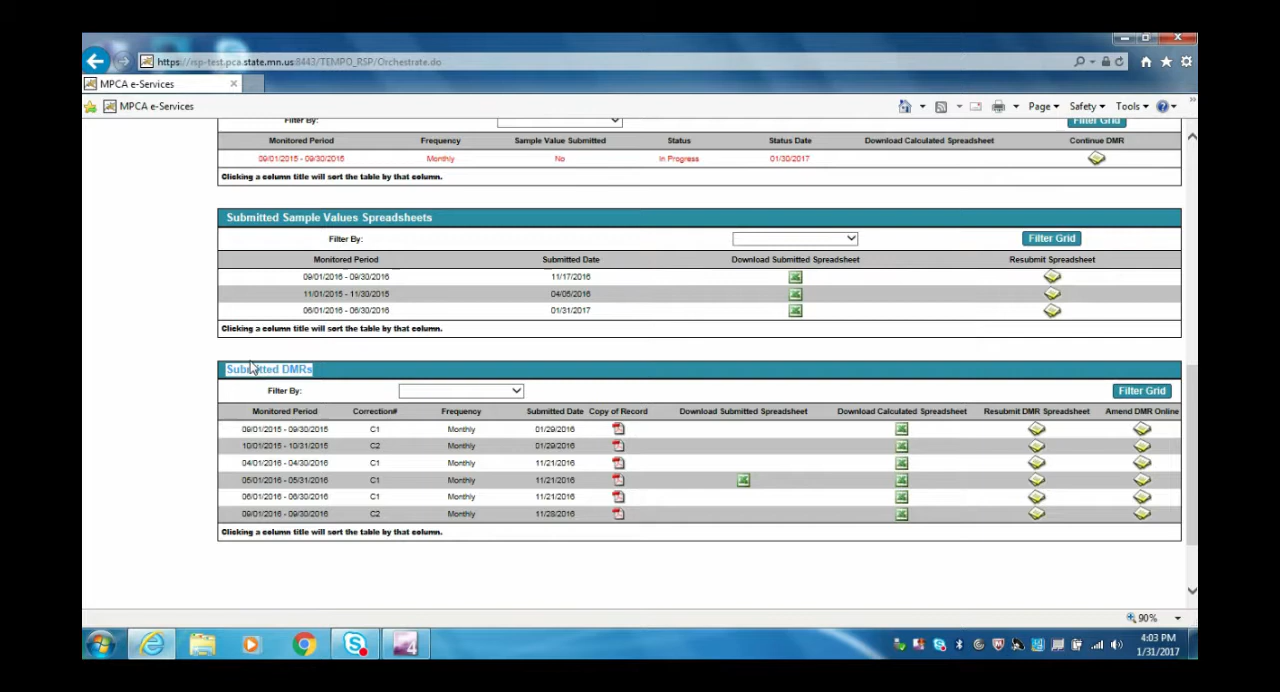 https://rsp-test.pca.state.mn.us:8443/TEMPO_RSP/Orchestrate.do
MPCA e-Services
MPCA e-Services Page Safety Tools
Filter By: Filter Grid
Monitored Period Frequency Sample Value Submitted Status Status Date Download Calculated Spreadsheet Continue DMR
09/01/2015 - 09/30/2015 Monthly No In Progress 01/30/2017
Clicking a column title will sort the table by that column.
Submitted Sample Values Spreadsheets
Filter By: Filter Grid
Monitored Period Submitted Date Download Submitted Spreadsheet Resubmit Spreadsheet
09/01/2016 - 09/30/2016 11/17/2016
11/01/2015 - 11/30/2015 04/05/2016
06/01/2016 - 06/30/2016 01/31/2017
Clicking a column title will sort the table by that column.
Submitted DMRs
Filter By: Filter Grid
Monitored Period Correction# Frequency Submitted Date Copy of Record Download Submitted Spreadsheet Download Calculated Spreadsheet Resubmit DMR Spreadsheet Amend DMR Online
09/01/2015 - 09/30/2015 C1 Monthly 01/29/2016
10/01/2015 - 10/31/2015 C2 Monthly 01/29/2016
04/01/2016 - 04/30/2016 C1 Monthly 11/21/2016
05/01/2016 - 05/31/2016 C1 Monthly 11/21/2016
06/01/2016 - 06/30/2016 C1 Monthly 11/21/2016
09/01/2016 - 09/30/2016 C2 Monthly 11/28/2016
Clicking a column title will sort the table by that column.
90%
4:03 PM
1/31/2017